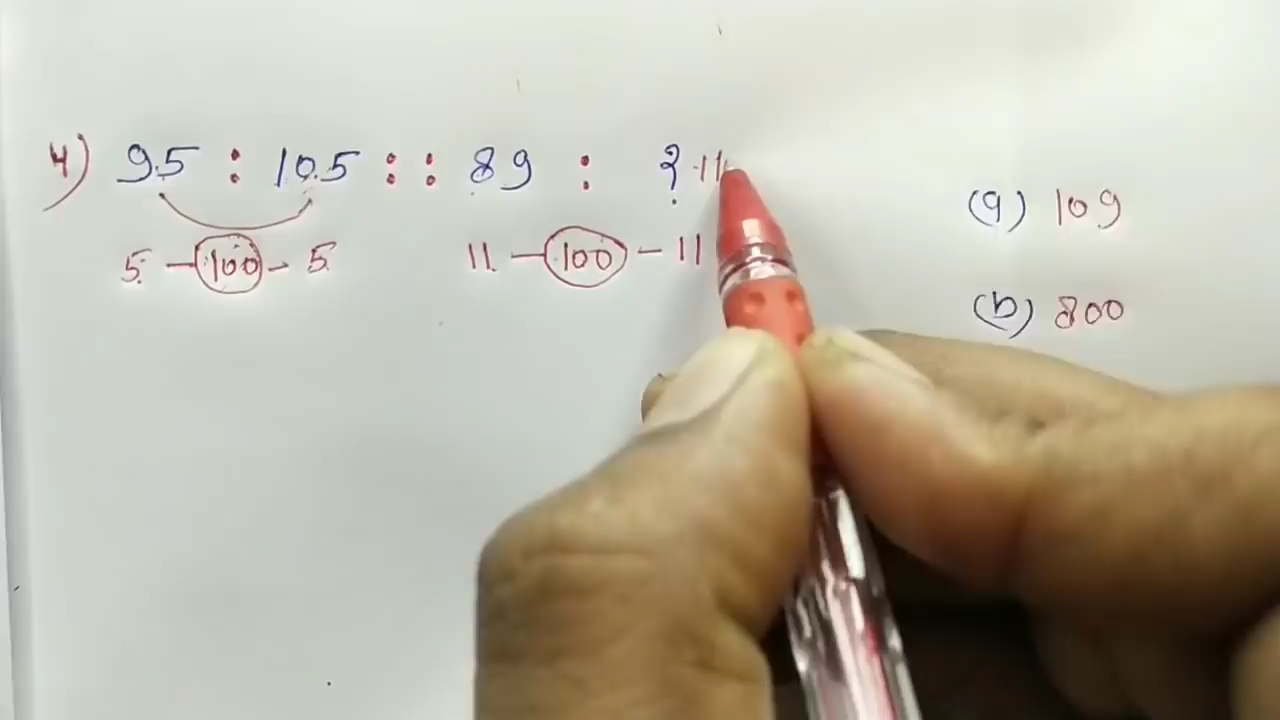 4) 95 : 105 :: 89 : ? 11
5 - 100 - 5 11 - 100 - 11
(a) 109
(b) 800